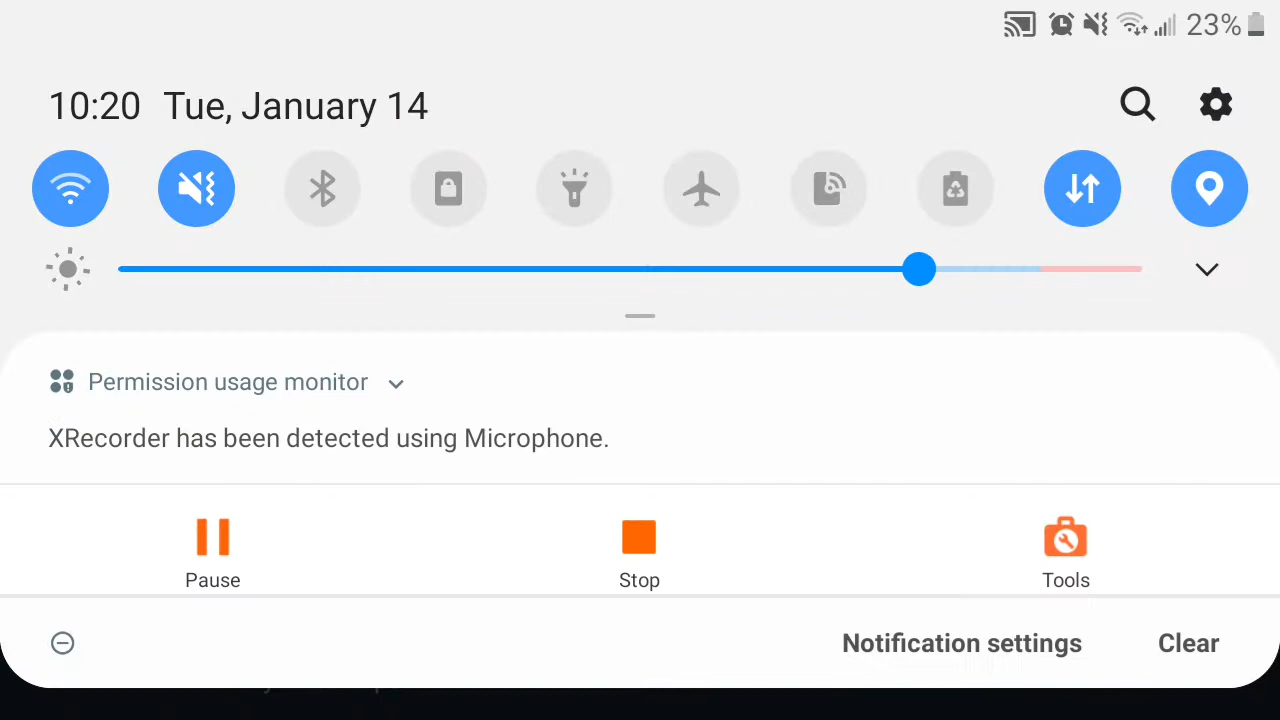 23%
10:20 Tue, January 14
Permission usage monitor
XRecorder has been detected using Microphone.
Pause Stop Tools
Notification settings Clear